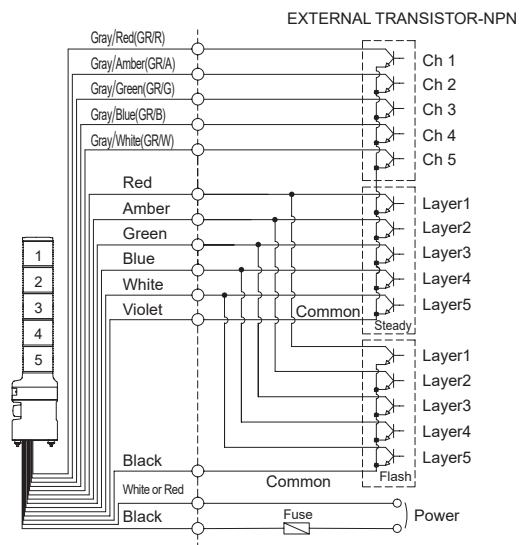 EXTERNAL TRANSISTOR-NPN
Gray/Red(GR/R)
Ch 1
Gray/Amber(GR/A)
Ch 2
Gray/Green(GR/G)
Ch 3
Gray/Blue(GR/B)
Ch 4
Gray/White(GR/W)
Ch 5
Red
Layer1
Amber
Layer2
Green
Layer3
Blue
Layer4
White
Layer5
Violet
Common
Steady
1
2
3
4
5
Layer1
Layer2
Layer3
Layer4
Layer5
Flash
Black
Common
White or Red
Black
Fuse
Power